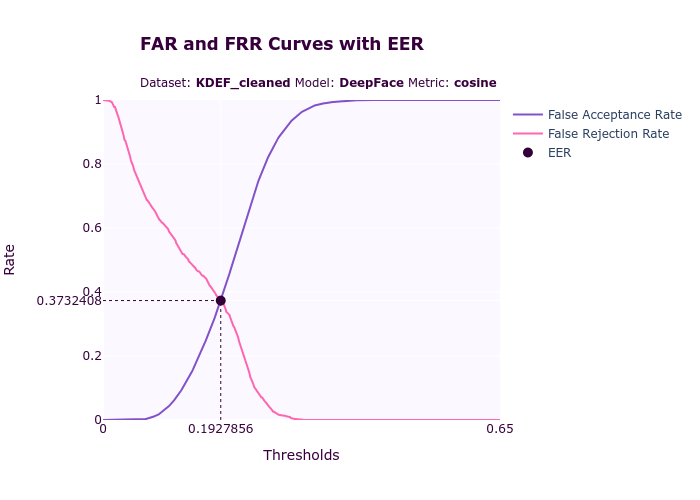 FAR and FRR Curves with EER
Dataset: KDEF_cleaned Model: DeepFace Metric: cosine
False Acceptance Rate
False Rejection Rate
EER
Rate
1
0.8
0.6
0.4
0.3732408
0.2
0
0 0.1927856 0.65
Thresholds